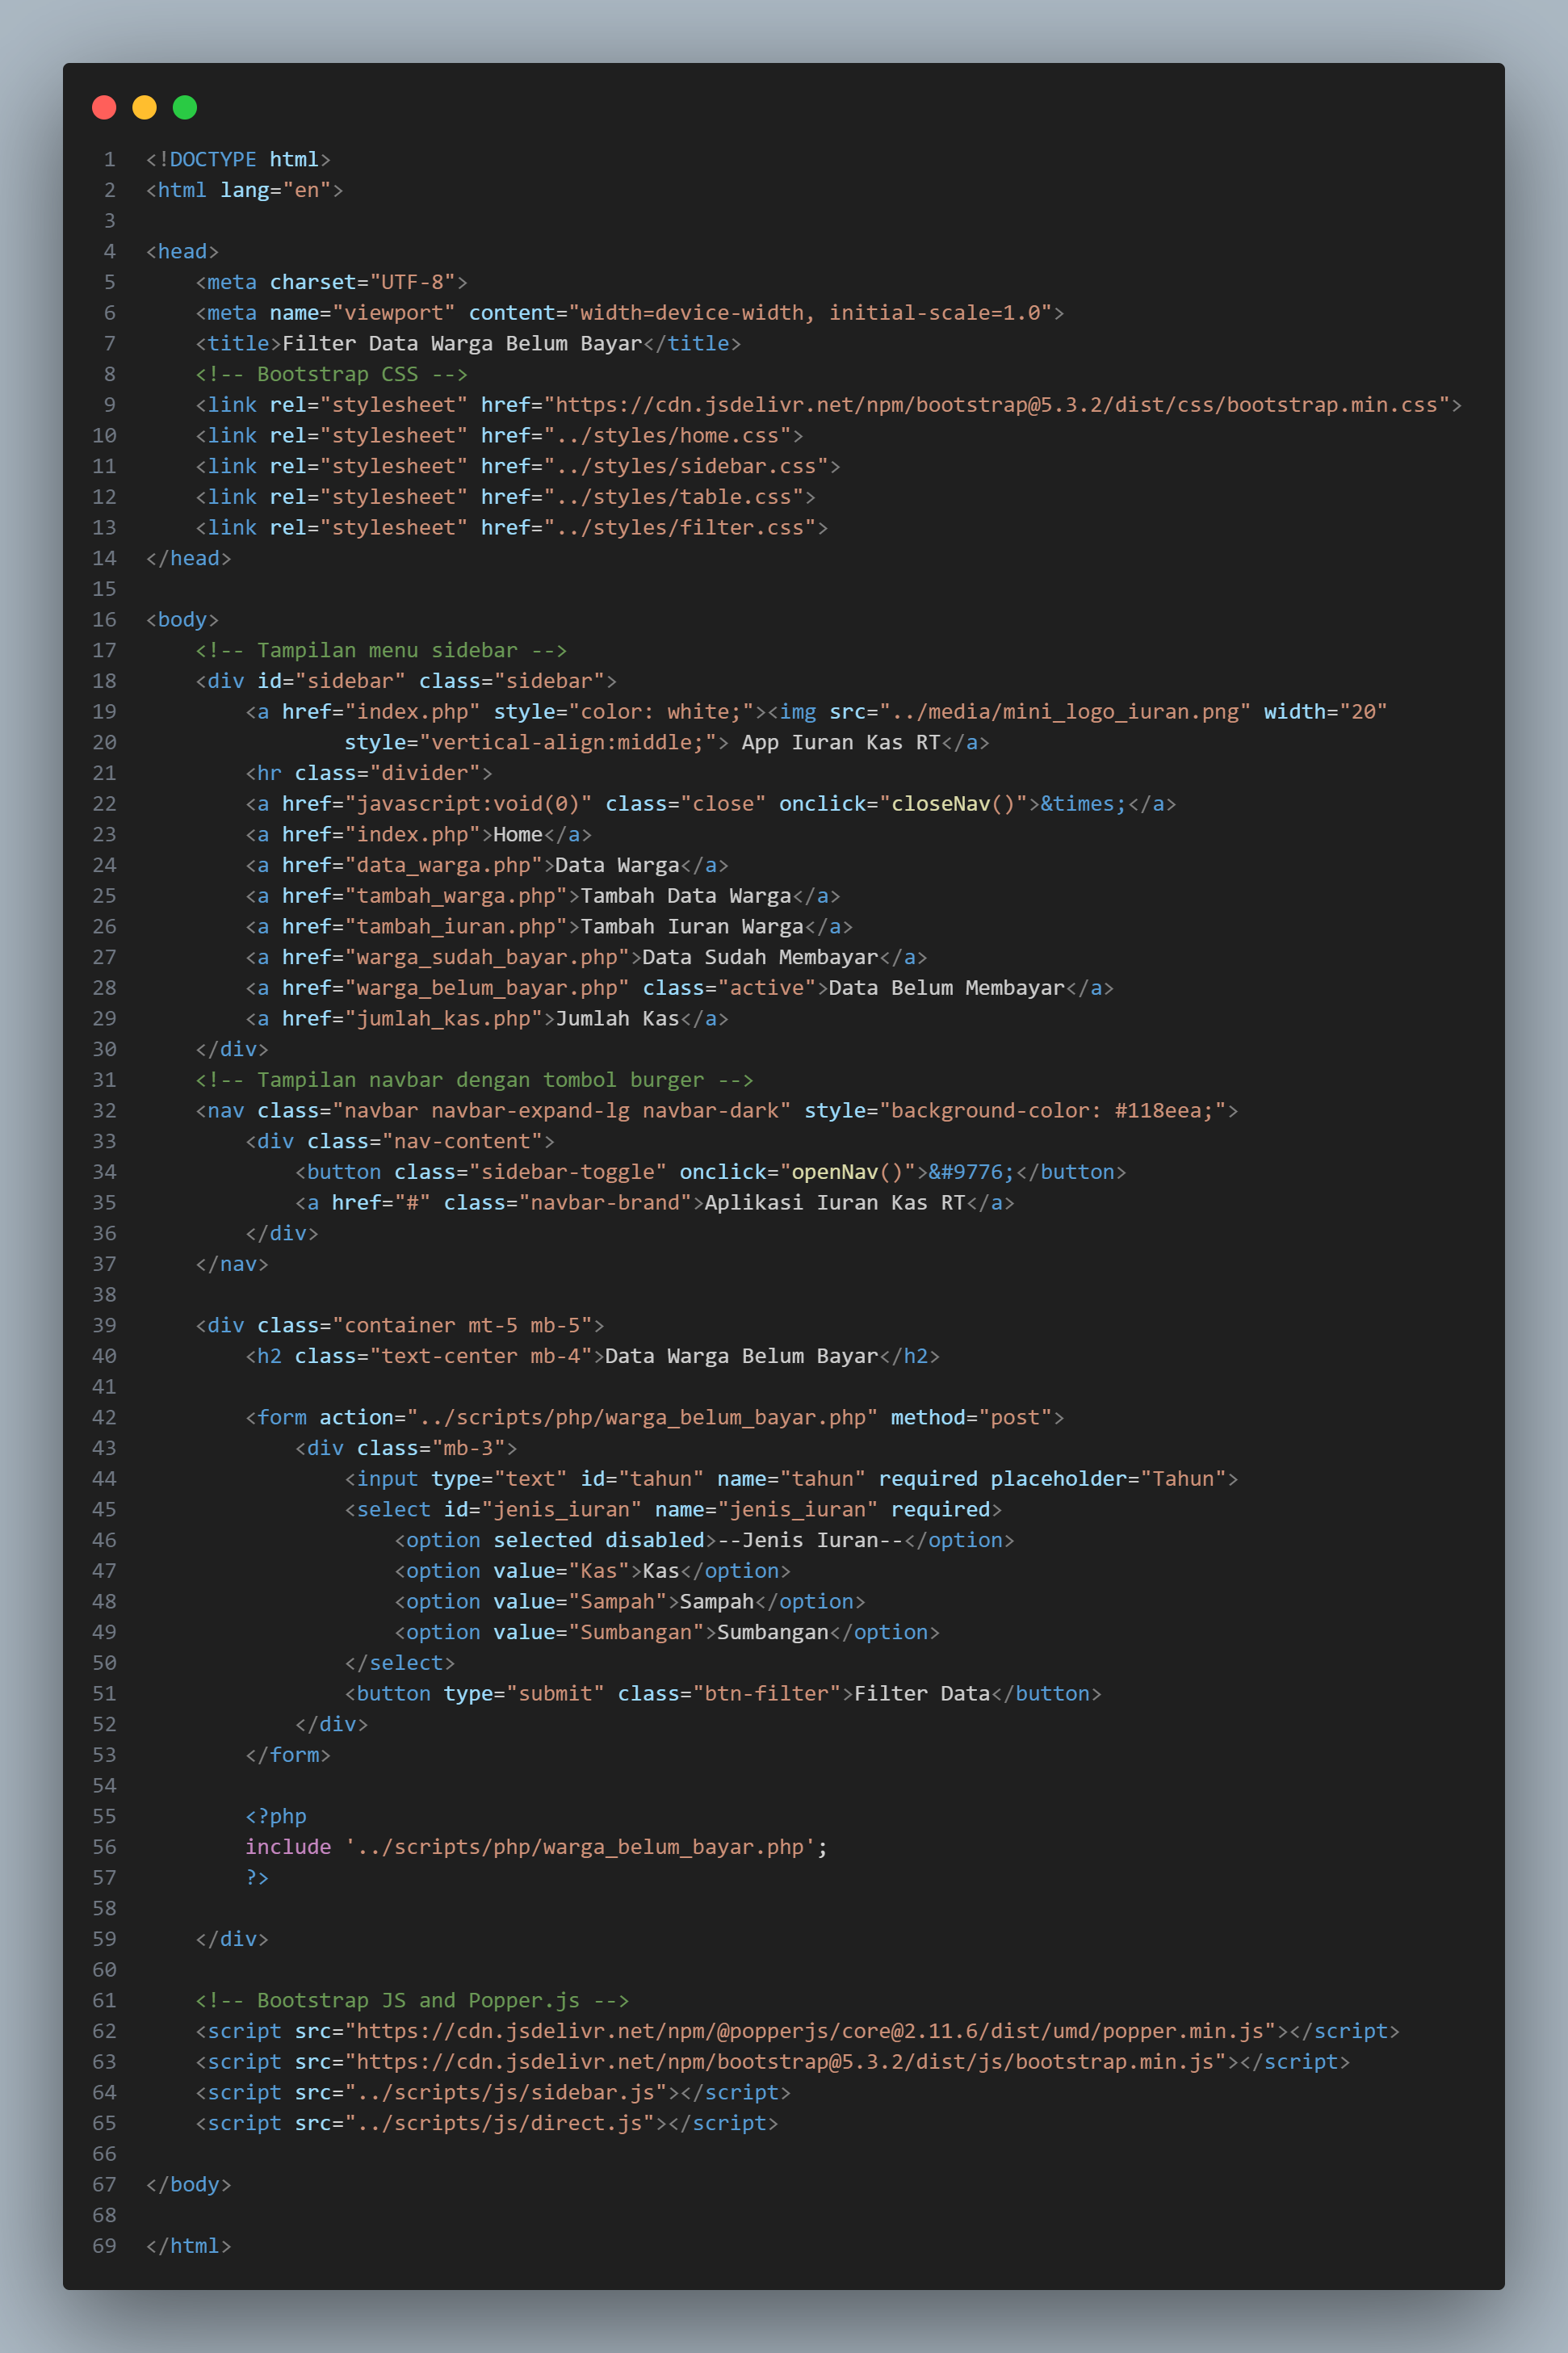 1 <!DOCTYPE html>
2 <html lang="en">
3
4 <head>
5     <meta charset="UTF-8">
6     <meta name="viewport" content="width=device-width, initial-scale=1.0">
7     <title>Filter Data Warga Belum Bayar</title>
8     <!-- Bootstrap CSS -->
9     <link rel="stylesheet" href="https://cdn.jsdelivr.net/npm/bootstrap@5.3.2/dist/css/bootstrap.min.css">
10     <link rel="stylesheet" href="../styles/home.css">
11     <link rel="stylesheet" href="../styles/sidebar.css">
12     <link rel="stylesheet" href="../styles/table.css">
13     <link rel="stylesheet" href="../styles/filter.css">
14 </head>
15
16 <body>
17     <!-- Tampilan menu sidebar -->
18     <div id="sidebar" class="sidebar">
19         <a href="index.php" style="color: white;"><img src="../media/mini_logo_iuran.png" width="20"
20                 style="vertical-align:middle;"> App Iuran Kas RT</a>
21         <hr class="divider">
22         <a href="javascript:void(0)" class="close" onclick="closeNav()">&times;</a>
23         <a href="index.php">Home</a>
24         <a href="data_warga.php">Data Warga</a>
25         <a href="tambah_warga.php">Tambah Data Warga</a>
26         <a href="tambah_iuran.php">Tambah Iuran Warga</a>
27         <a href="warga_sudah_bayar.php">Data Sudah Membayar</a>
28         <a href="warga_belum_bayar.php" class="active">Data Belum Membayar</a>
29         <a href="jumlah_kas.php">Jumlah Kas</a>
30     </div>
31     <!-- Tampilan navbar dengan tombol burger -->
32     <nav class="navbar navbar-expand-lg navbar-dark" style="background-color: #118eea;">
33         <div class="nav-content">
34             <button class="sidebar-toggle" onclick="openNav()">&#9776;</button>
35             <a href="#" class="navbar-brand">Aplikasi Iuran Kas RT</a>
36         </div>
37     </nav>
38
39     <div class="container mt-5 mb-5">
40         <h2 class="text-center mb-4">Data Warga Belum Bayar</h2>
41
42         <form action="../scripts/php/warga_belum_bayar.php" method="post">
43             <div class="mb-3">
44                 <input type="text" id="tahun" name="tahun" required placeholder="Tahun">
45                 <select id="jenis_iuran" name="jenis_iuran" required>
46                     <option selected disabled>--Jenis Iuran--</option>
47                     <option value="Kas">Kas</option>
48                     <option value="Sampah">Sampah</option>
49                     <option value="Sumbangan">Sumbangan</option>
50                 </select>
51                 <button type="submit" class="btn-filter">Filter Data</button>
52             </div>
53         </form>
54
55         <?php
56         include '../scripts/php/warga_belum_bayar.php';
57         ?>
58
59     </div>
60
61     <!-- Bootstrap JS and Popper.js -->
62     <script src="https://cdn.jsdelivr.net/npm/@popperjs/core@2.11.6/dist/umd/popper.min.js"></script>
63     <script src="https://cdn.jsdelivr.net/npm/bootstrap@5.3.2/dist/js/bootstrap.min.js"></script>
64     <script src="../scripts/js/sidebar.js"></script>
65     <script src="../scripts/js/direct.js"></script>
66
67 </body>
68
69 </html>